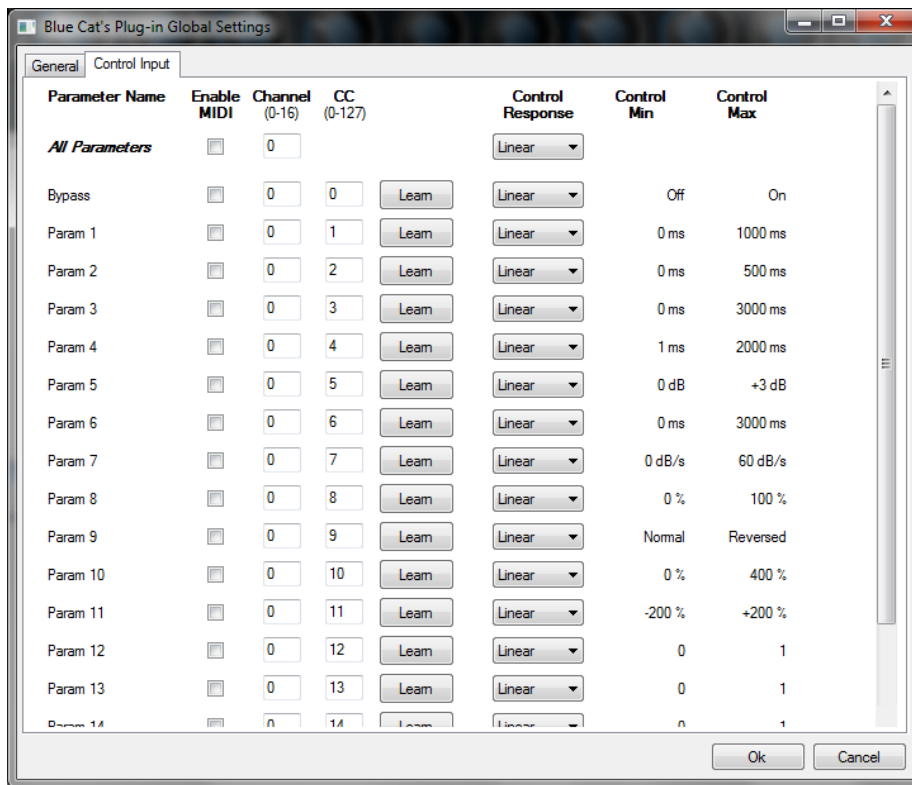 Blue Cat's Plug-in Global Settings
General Control Input
Parameter Name Enable MIDI Channel (0-16) CC (0-127) Control Response Control Min Control Max
All Parameters 0 Linear
Bypass 0 0 Learn Linear Off On
Param 1 0 1 Learn Linear 0 ms 1000 ms
Param 2 0 2 Learn Linear 0 ms 500 ms
Param 3 0 3 Learn Linear 0 ms 3000 ms
Param 4 0 4 Learn Linear 1 ms 2000 ms
Param 5 0 5 Learn Linear 0 dB +3 dB
Param 6 0 6 Learn Linear 0 ms 3000 ms
Param 7 0 7 Learn Linear 0 dB/s 60 dB/s
Param 8 0 8 Learn Linear 0 % 100 %
Param 9 0 9 Learn Linear Normal Reversed
Param 10 0 10 Learn Linear 0 % 400 %
Param 11 0 11 Learn Linear -200 % +200 %
Param 12 0 12 Learn Linear 0 1
Param 13 0 13 Learn Linear 0 1
Param 14 0 14 Learn Linear 0 1
Ok Cancel